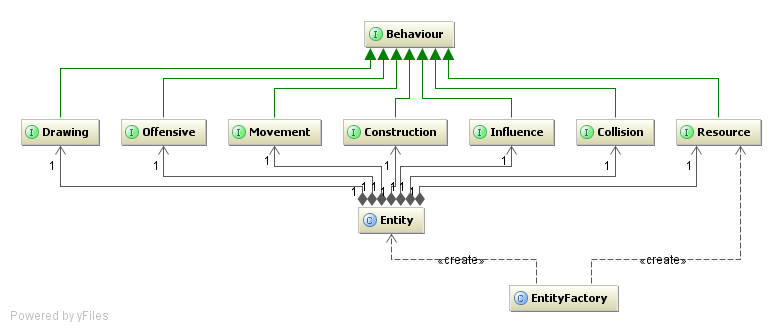 I Behaviour
I Drawing
I Offensive
I Movement
I Construction
I Influence
I Collision
I Resource
1 1 1 1 1 1 1
1 1 1 1 1 1 1
C Entity
«create»
«create»
C EntityFactory
Powered by yFiles